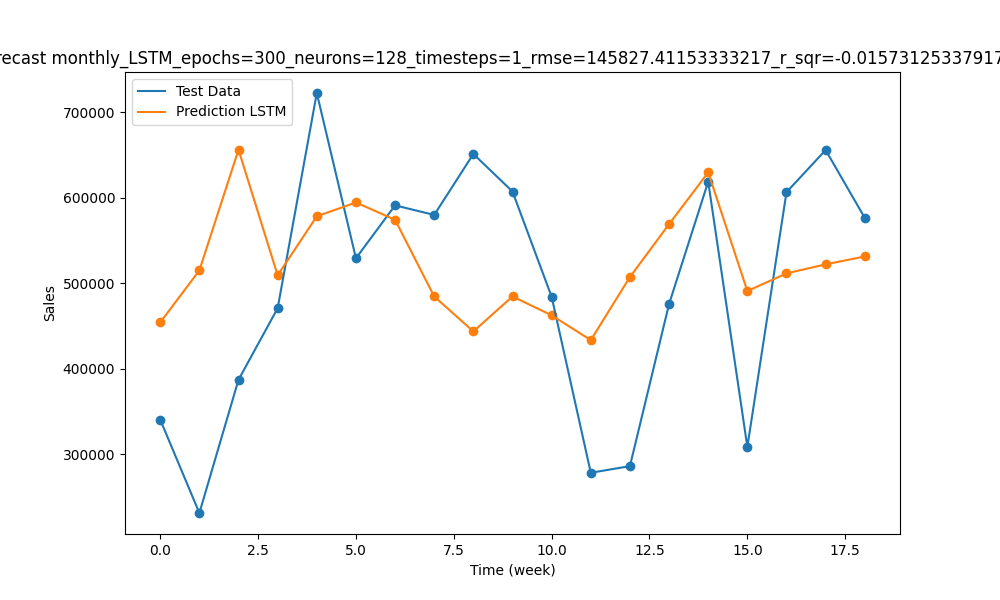 recast monthly_LSTM_epochs=300_neurons=128_timesteps=1_rmse=145827.41153333217_r_sqr=-0.01573125337917
Test Data
Prediction LSTM
700000
600000
500000
400000
300000
Sales
0.0 2.5 5.0 7.5 10.0 12.5 15.0 17.5
Time (week)